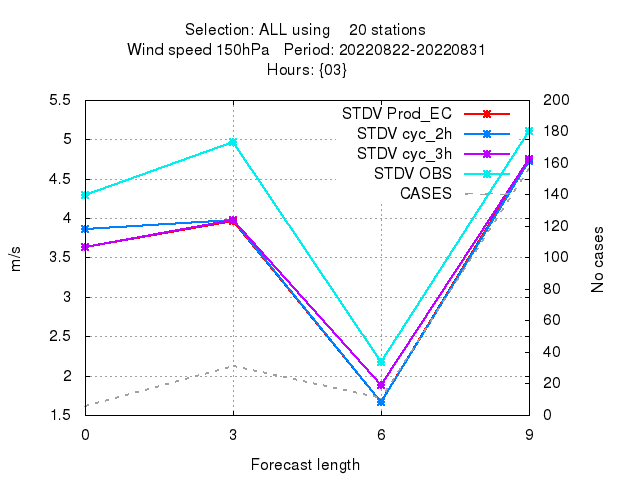 Selection: ALL using    20 stations
Wind speed 150hPa   Period: 20220822-20220831
Hours: {03}
5.5
5
4.5
4
3.5
3
2.5
2
1.5
200
180
160
140
120
100
80
60
40
20
0
STDV Prod_EC
STDV cyc_2h
STDV cyc_3h
STDV OBS
CASES
m/s
No cases
0 3 6 9
Forecast length